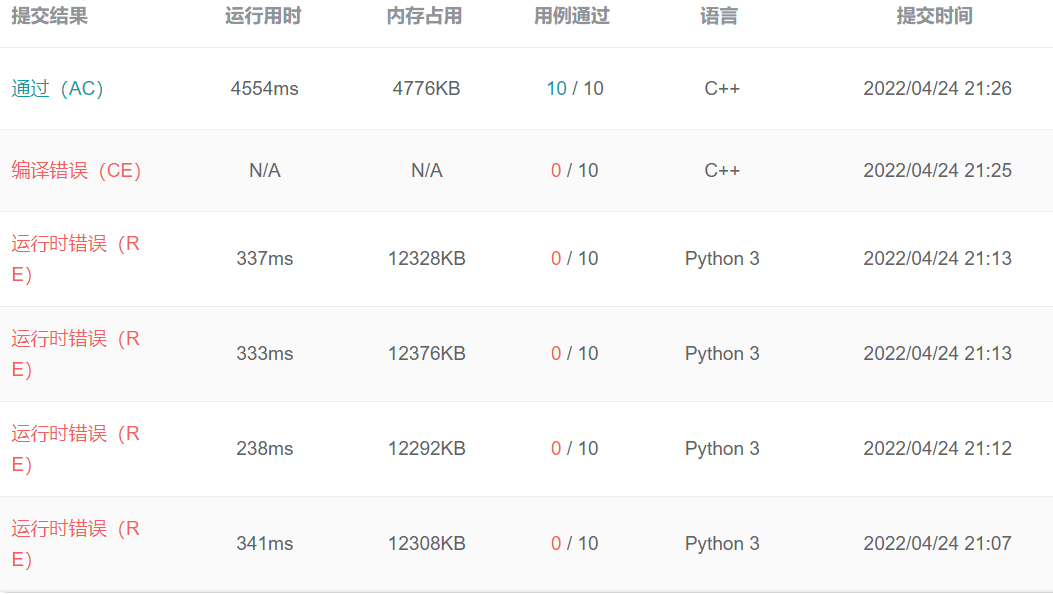 提交结果 运行用时 内存占用 用例通过 语言 提交时间
通过（AC） 4554ms 4776KB 10 / 10 C++ 2022/04/24 21:26
编译错误（CE） N/A N/A 0 / 10 C++ 2022/04/24 21:25
运行时错误（R
E） 337ms 12328KB 0 / 10 Python 3 2022/04/24 21:13
运行时错误（R
E） 333ms 12376KB 0 / 10 Python 3 2022/04/24 21:13
运行时错误（R
E） 238ms 12292KB 0 / 10 Python 3 2022/04/24 21:12
运行时错误（R
E） 341ms 12308KB 0 / 10 Python 3 2022/04/24 21:07